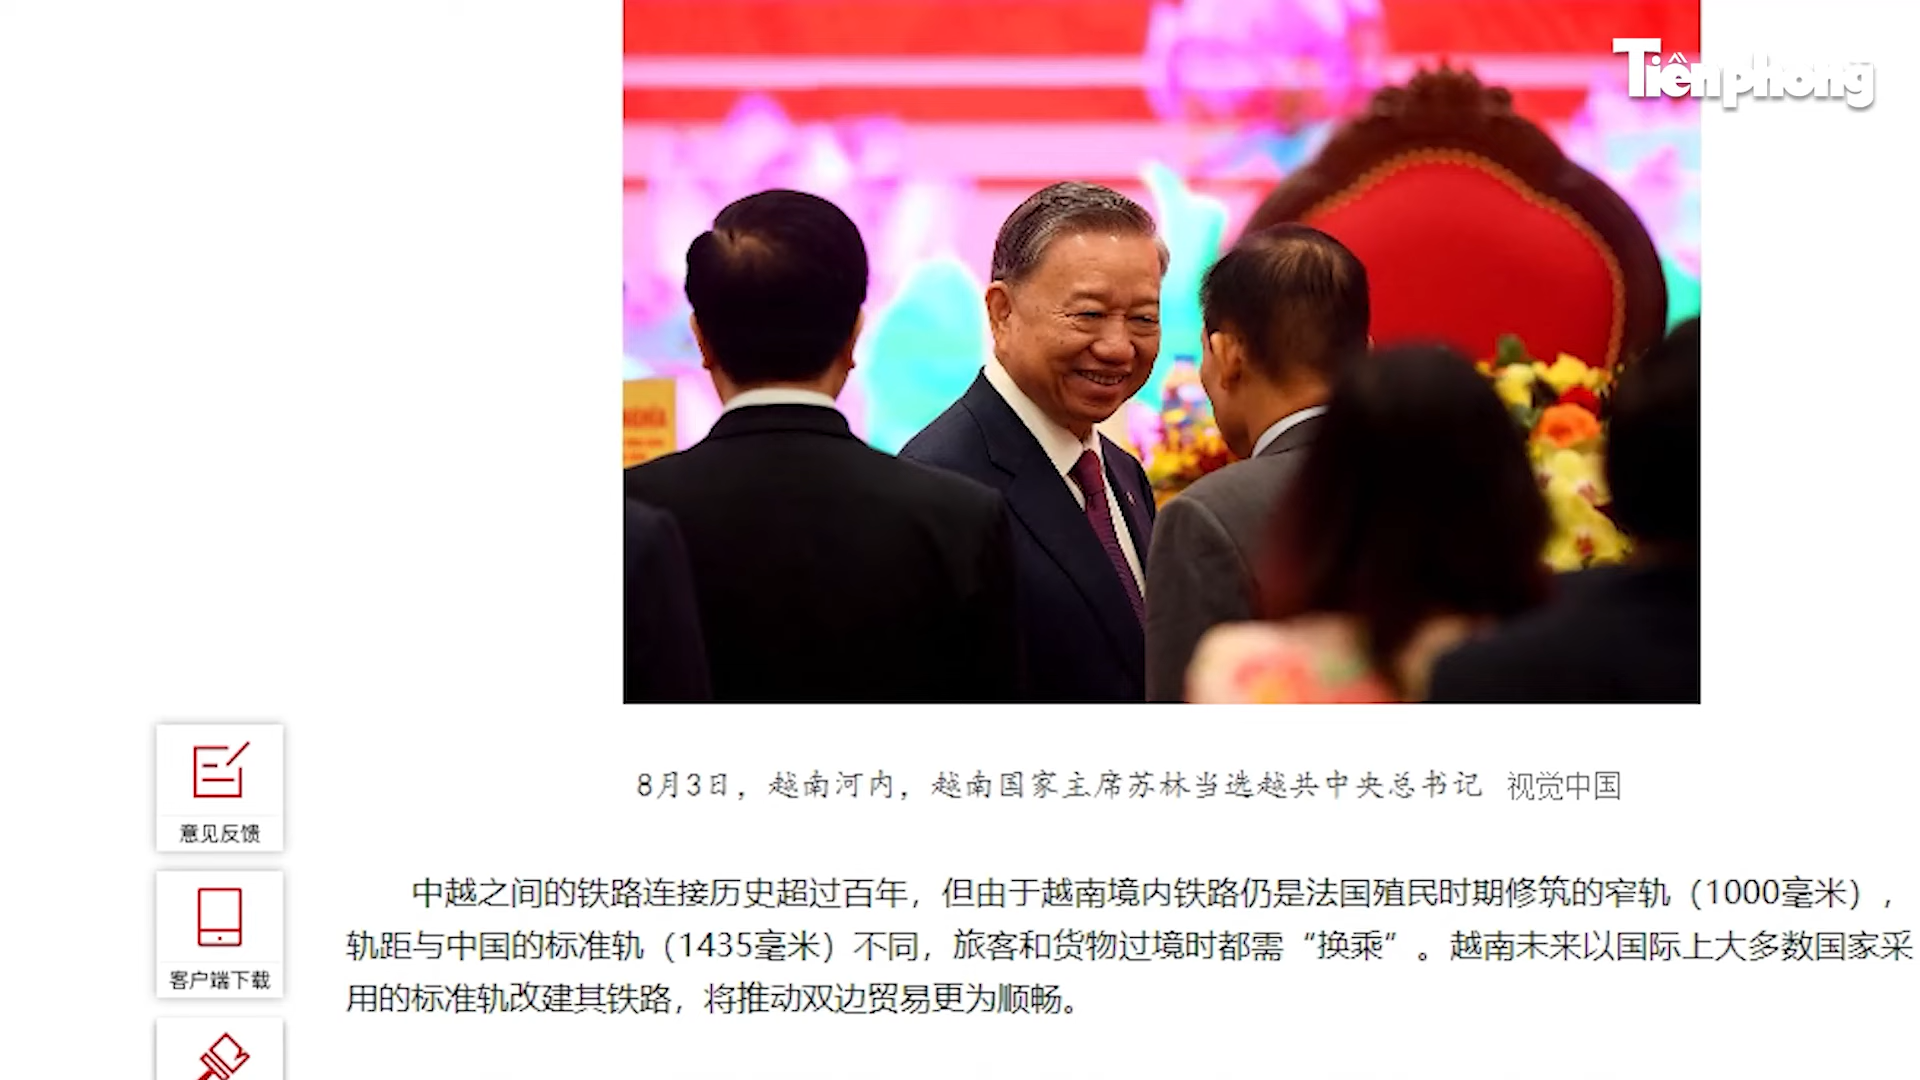 Tiền phong
NGHĨA
8月3日，越南河内，越南国家主席苏林当选越共中央总书记 视觉中国
意见反馈
中越之间的铁路连接历史超过百年，但由于越南境内铁路仍是法国殖民时期修筑的窄轨（1000毫米），
轨距与中国的标准轨（1435毫米）不同，旅客和货物过境时都需“换乘”。越南未来以国际上大多数国家采
用的标准轨改建其铁路，将推动双边贸易更为顺畅。
客户端下载